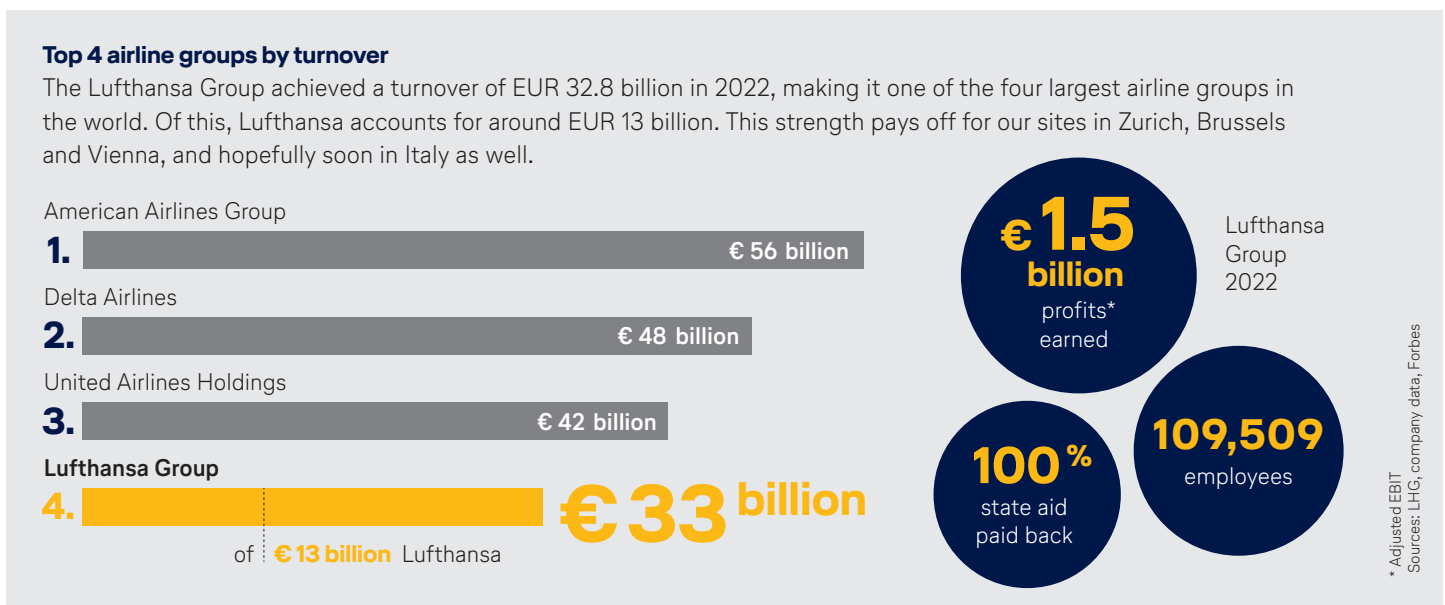 Top 4 airline groups by turnover
The Lufthansa Group achieved a turnover of EUR 32.8 billion in 2022, making it one of the four largest airline groups in
the world. Of this, Lufthansa accounts for around EUR 13 billion. This strength pays off for our sites in Zurich, Brussels
and Vienna, and hopefully soon in Italy as well.
American Airlines Group
1. € 56 billion
Delta Airlines
2. € 48 billion
United Airlines Holdings
3. € 42 billion
Lufthansa Group
4. € 33 billion
of € 13 billion Lufthansa
€ 1.5
billion
profits*
earned
Lufthansa
Group
2022
100 %
state aid
paid back
109,509
employees
* Adjusted EBIT
Sources: LHG, company data, Forbes